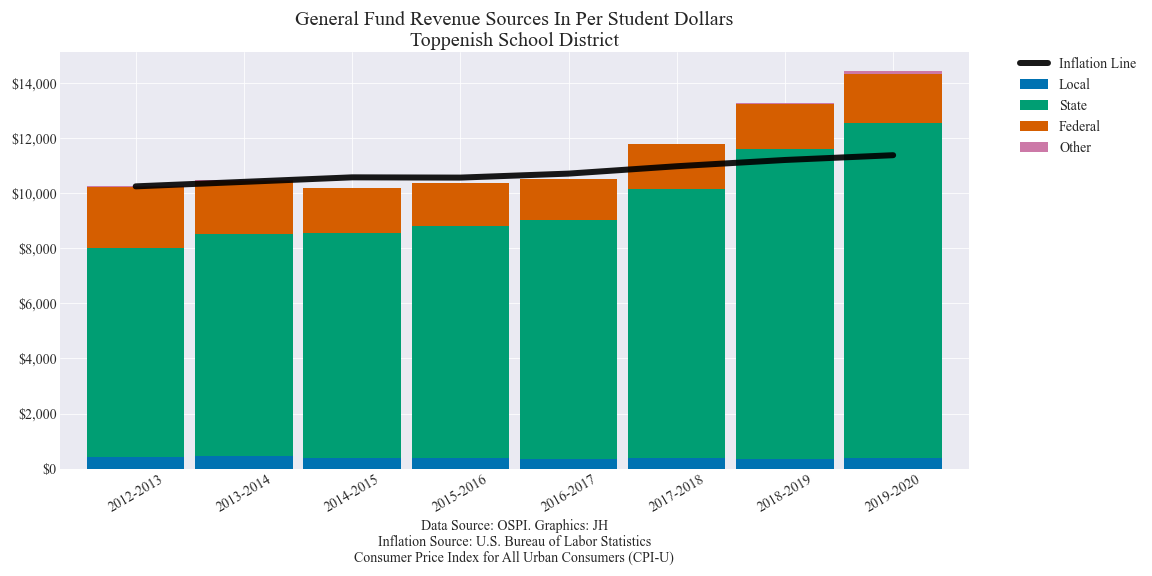 General Fund Revenue Sources In Per Student Dollars
Toppenish School District
Inflation Line
Local
State
Federal
Other
$14,000
$12,000
$10,000
$8,000
$6,000
$4,000
$2,000
$0
2012-2013
2013-2014
2014-2015
2015-2016
2016-2017
2017-2018
2018-2019
2019-2020
Data Source: OSPI. Graphics: JH
Inflation Source: U.S. Bureau of Labor Statistics
Consumer Price Index for All Urban Consumers (CPI-U)